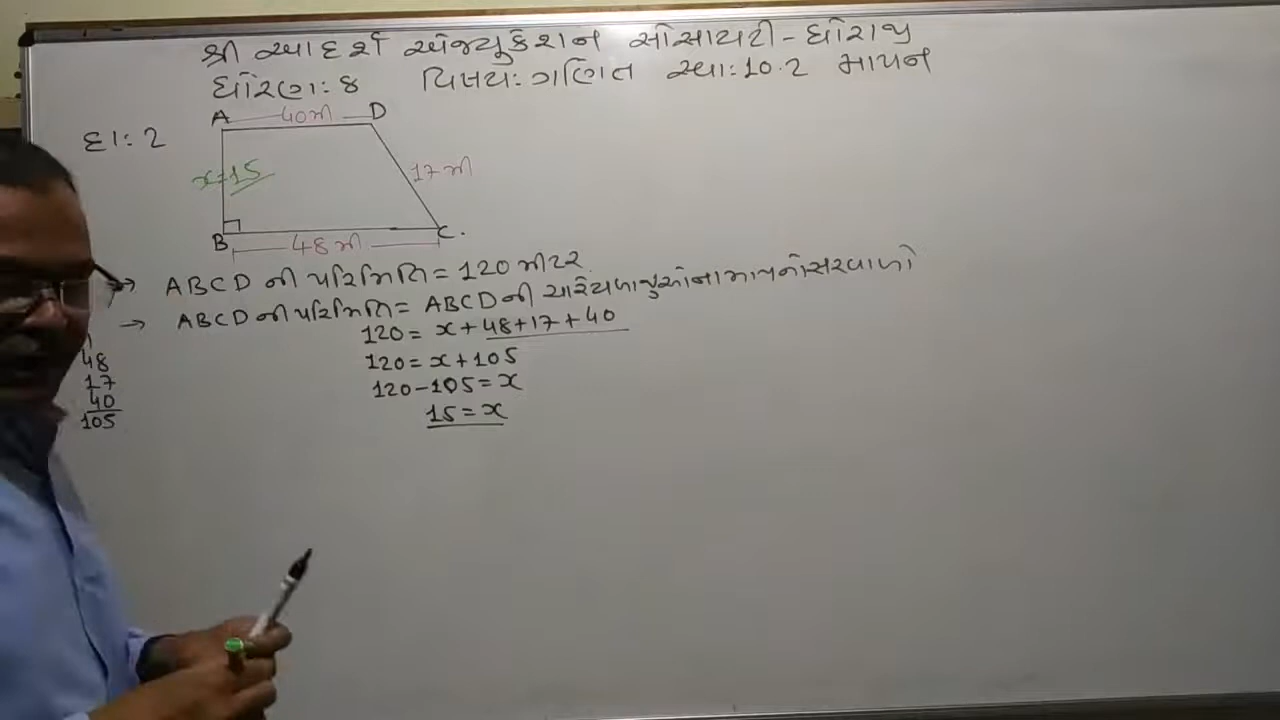 શ્રી આદર્શ એજ્યુકેશન સોસાયટી - ધોરાજી
ધોરણ: ૪ વિષય: ગણિત સ્વા: 10.2 માપન
દા: 2
A 40મી D
x=15
17મી
B 48મી C.
→ ABCD ની પરિમિતિ = 120 મીટર.
→ ABCD ની પરિમિતિ = ABCD ની ચારેય બાજુઓના માપનો સરવાળો
120 = x + 48 + 17 + 40
120 = x + 105
120 - 105 = x
15 = x
48
17
40
105